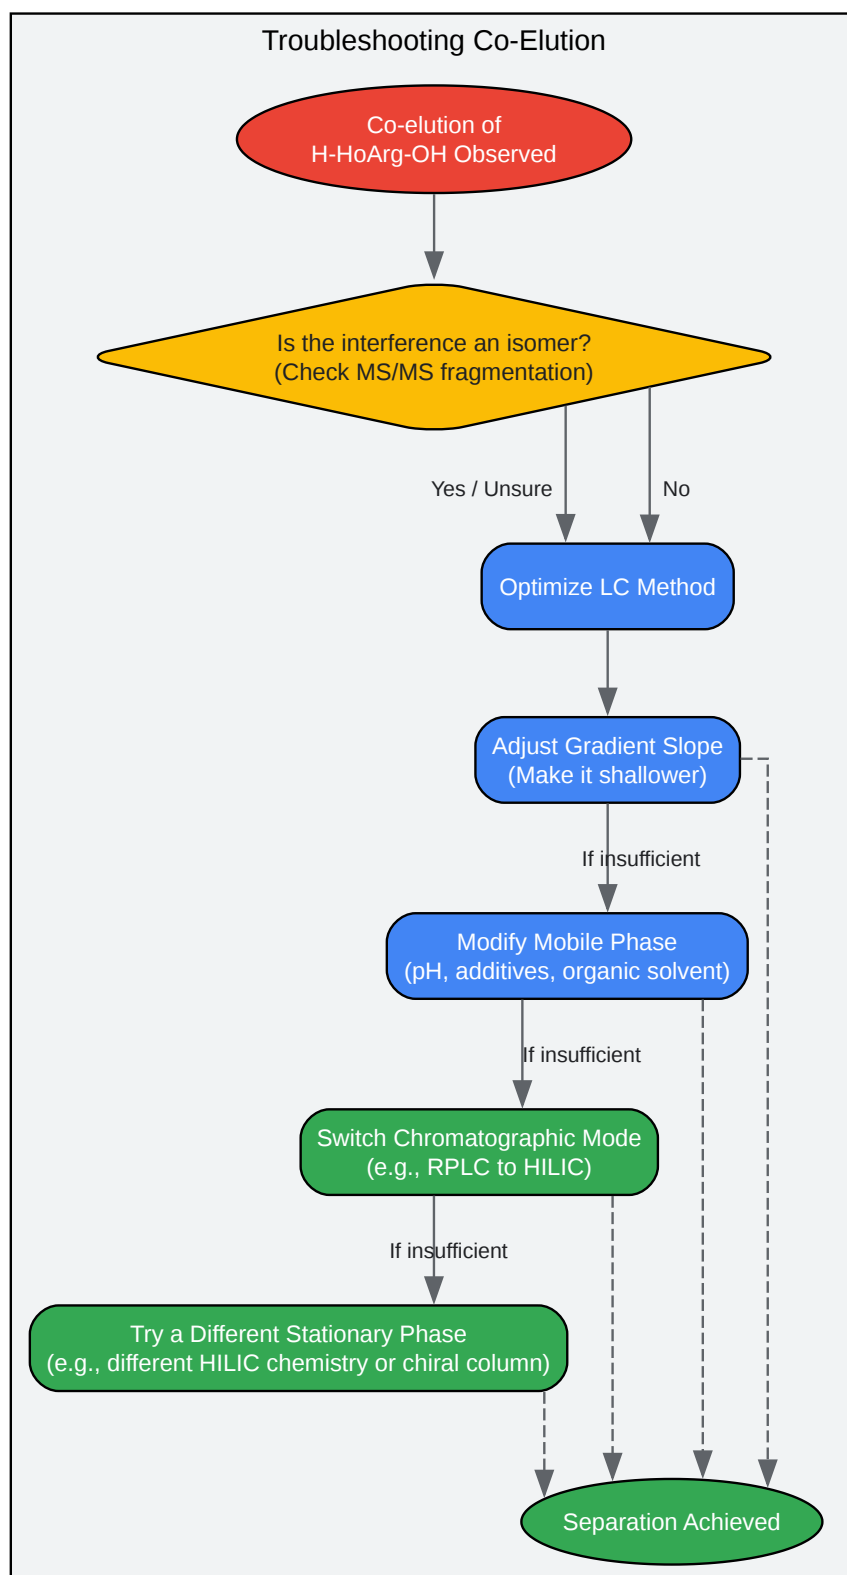 Troubleshooting Co-Elution
Co-elution of
H-HoArg-OH Observed
Is the interference an isomer?
(Check MS/MS fragmentation)
Yes / Unsure
No
Optimize LC Method
Adjust Gradient Slope
(Make it shallower)
If insufficient
Modify Mobile Phase
(pH, additives, organic solvent)
If insufficient
Switch Chromatographic Mode
(e.g., RPLC to HILIC)
If insufficient
Try a Different Stationary Phase
(e.g., different HILIC chemistry or chiral column)
Separation Achieved